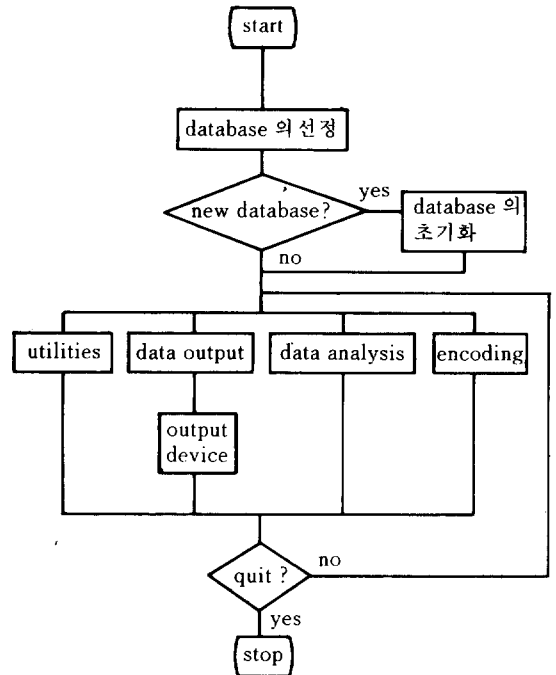 start
database 의 선정
new database?
yes
database 의
초기화
no
utilities
data output
data analysis
encoding
output
device
quit ?
no
yes
stop